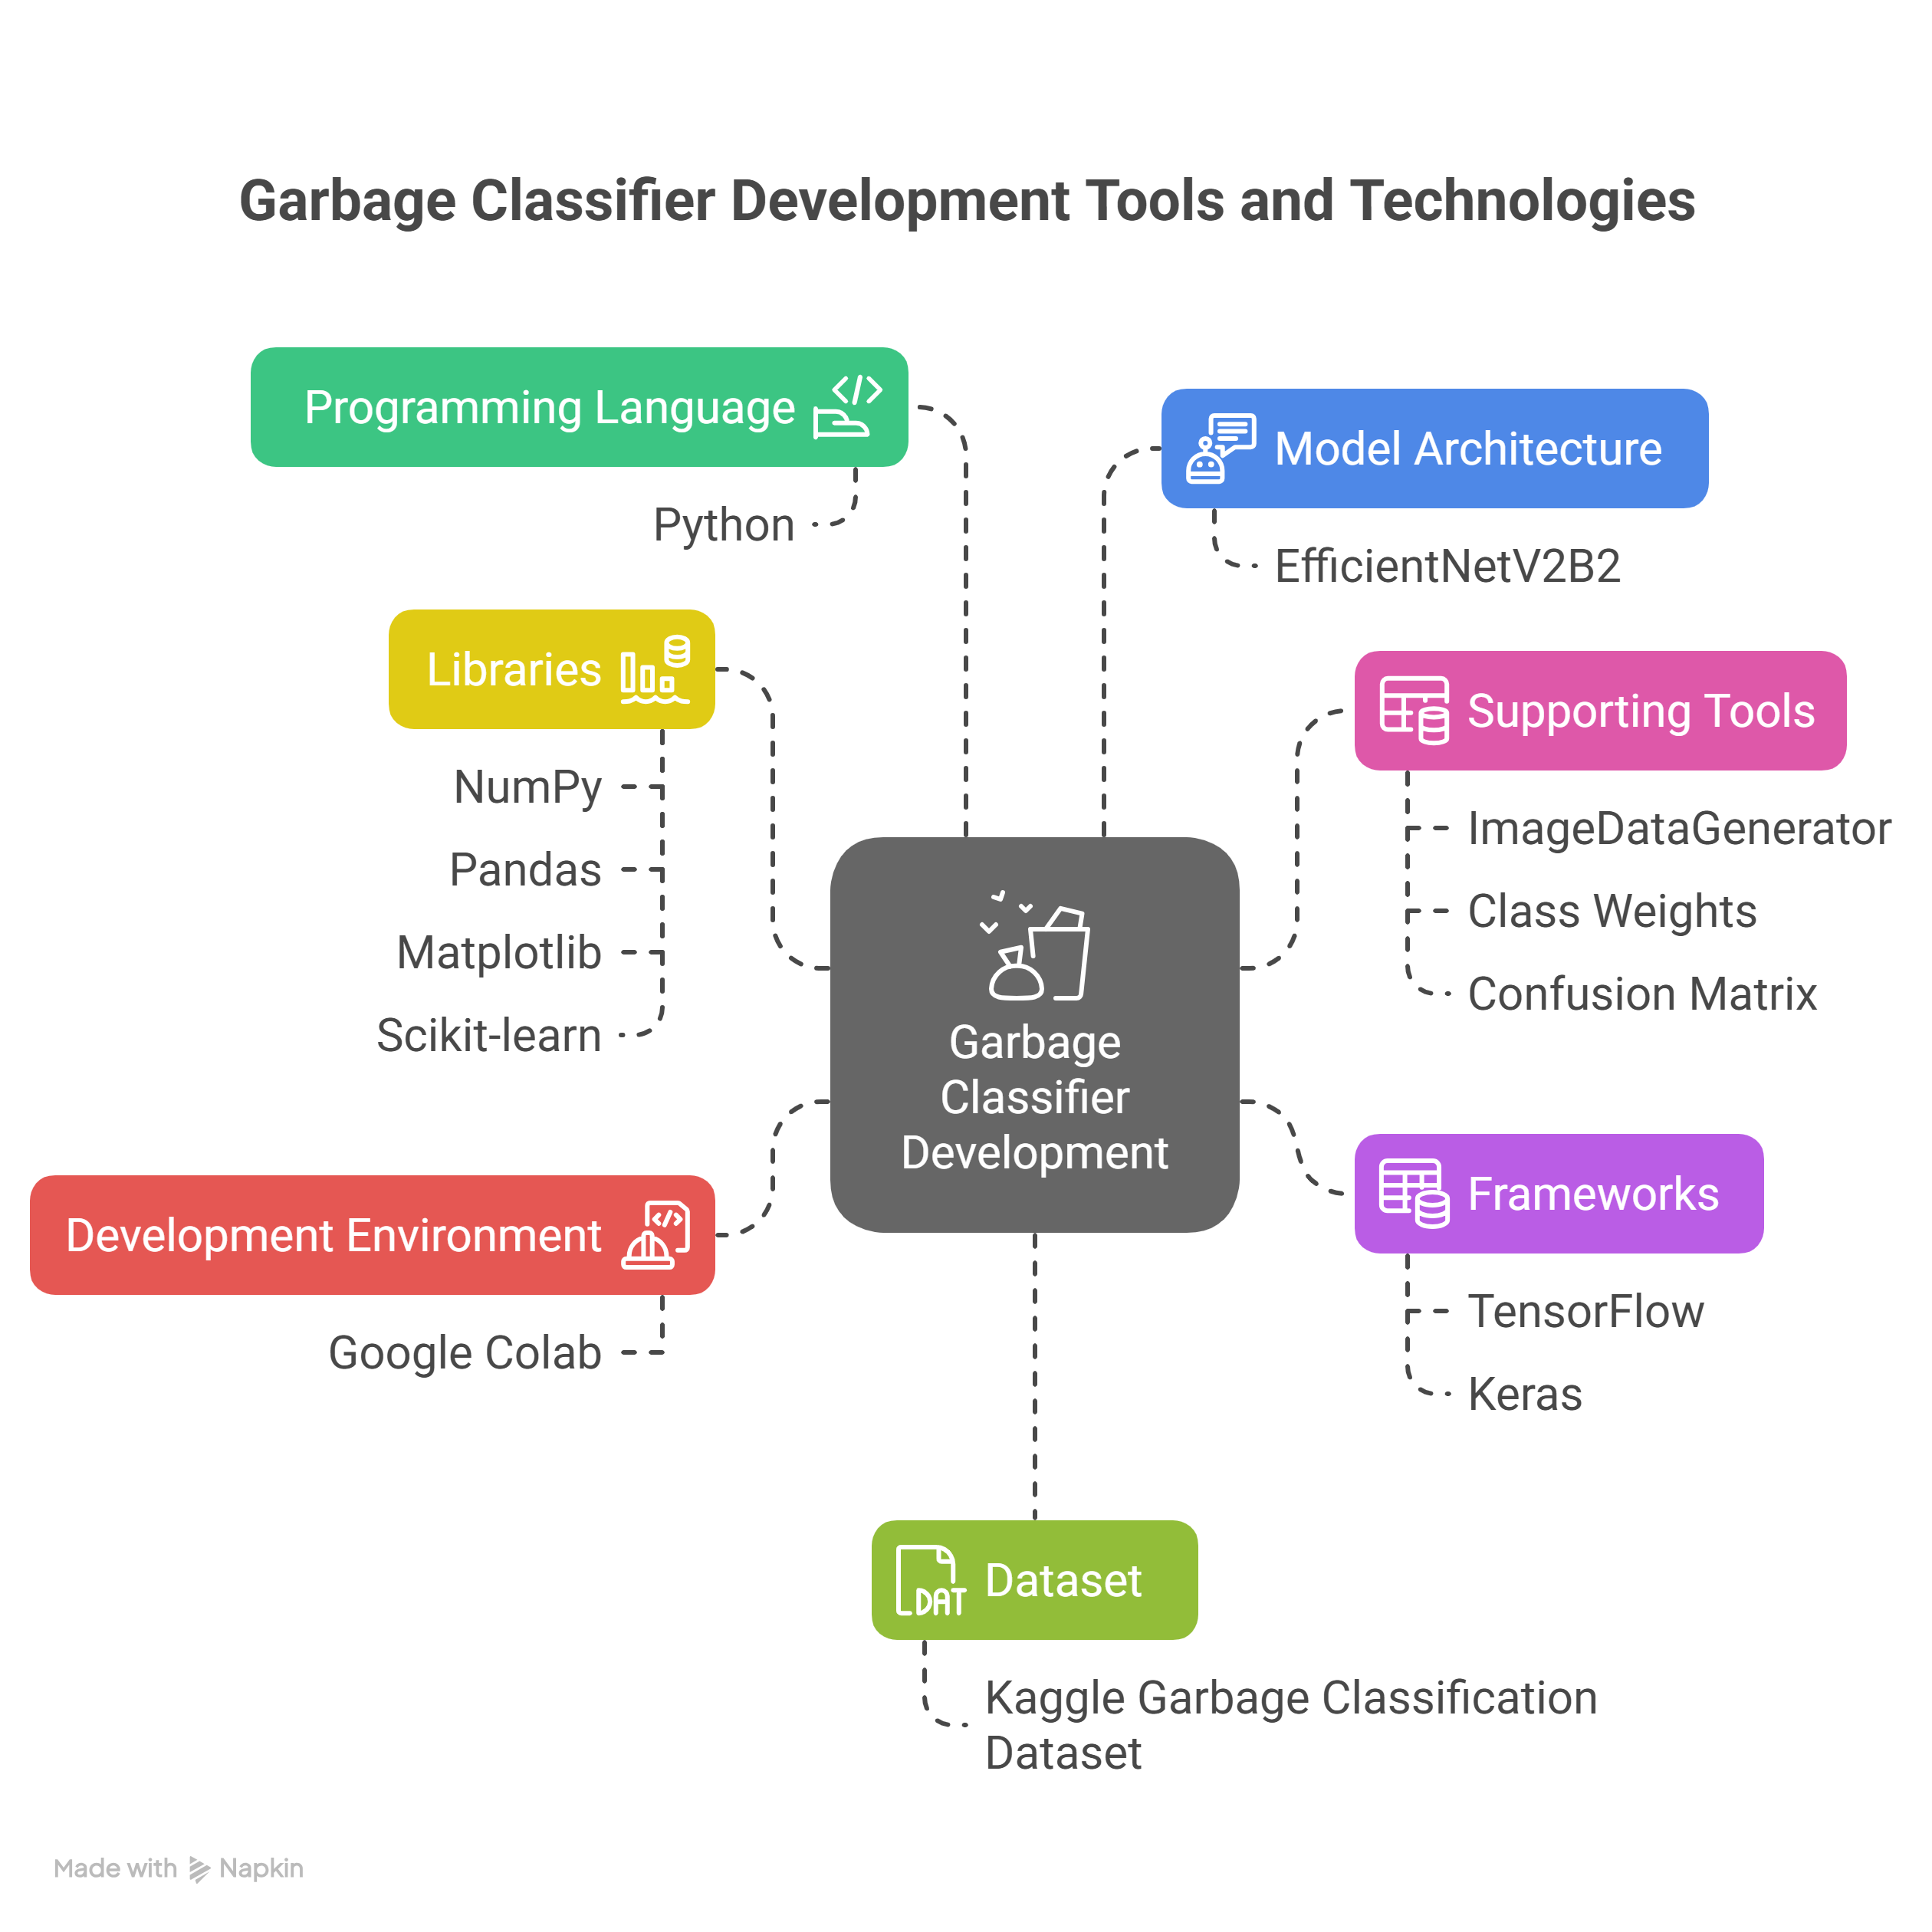 Garbage Classifier Development Tools and Technologies
Programming Language
Python
Model Architecture
EfficientNetV2B2
Libraries
NumPy
Pandas
Matplotlib
Scikit-learn
Supporting Tools
ImageDataGenerator
Class Weights
Confusion Matrix
Garbage
Classifier
Development
Development Environment
Google Colab
Frameworks
TensorFlow
Keras
DAT
Dataset
Kaggle Garbage Classification
Dataset
Made with Napkin